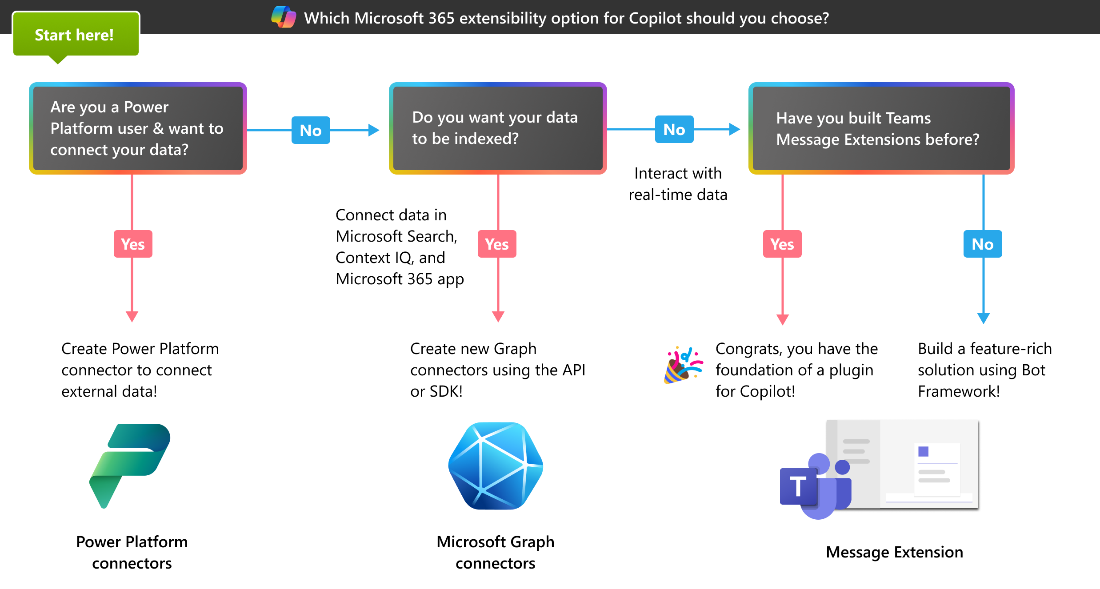 Which Microsoft 365 extensibility option for Copilot should you choose?
Start here!
Are you a Power
Platform user & want to
connect your data?
No
Do you want your data
to be indexed?
No
Have you built Teams
Message Extensions before?
Interact with
real-time data
Yes
Connect data in
Microsoft Search,
Context IQ, and
Microsoft 365 app
Yes
Yes
No
Create Power Platform
connector to connect
external data!
Create new Graph
connectors using the API
or SDK!
Congrats, you have the
foundation of a plugin
for Copilot!
Build a feature-rich
solution using Bot
Framework!
T
Power Platform
connectors
Microsoft Graph
connectors
Message Extension